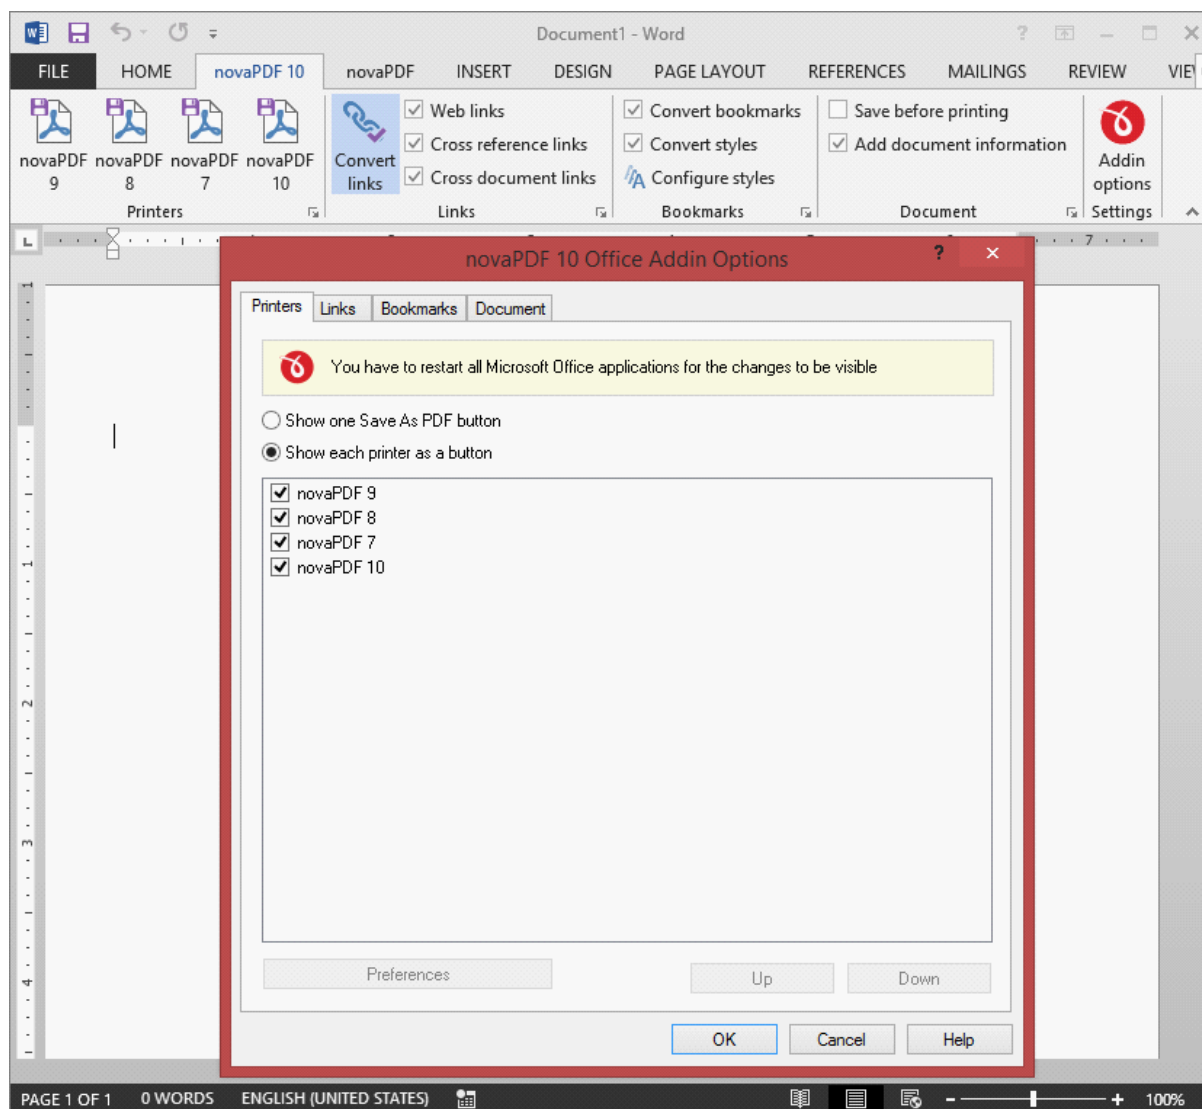 Document1 - Word
FILE HOME novaPDF 10 novaPDF INSERT DESIGN PAGE LAYOUT REFERENCES MAILINGS REVIEW VIE
novaPDF 9 novaPDF 8 novaPDF 7 novaPDF 10
Printers
Convert links
Web links
Cross reference links
Cross document links
Links
Convert bookmarks
Convert styles
Configure styles
Bookmarks
Save before printing
Add document information
Document
Addin options
Settings
novaPDF 10 Office Addin Options
Printers Links Bookmarks Document
You have to restart all Microsoft Office applications for the changes to be visible
Show one Save As PDF button
Show each printer as a button
novaPDF 9
novaPDF 8
novaPDF 7
novaPDF 10
Preferences Up Down
OK Cancel Help
PAGE 1 OF 1 0 WORDS ENGLISH (UNITED STATES) 100%